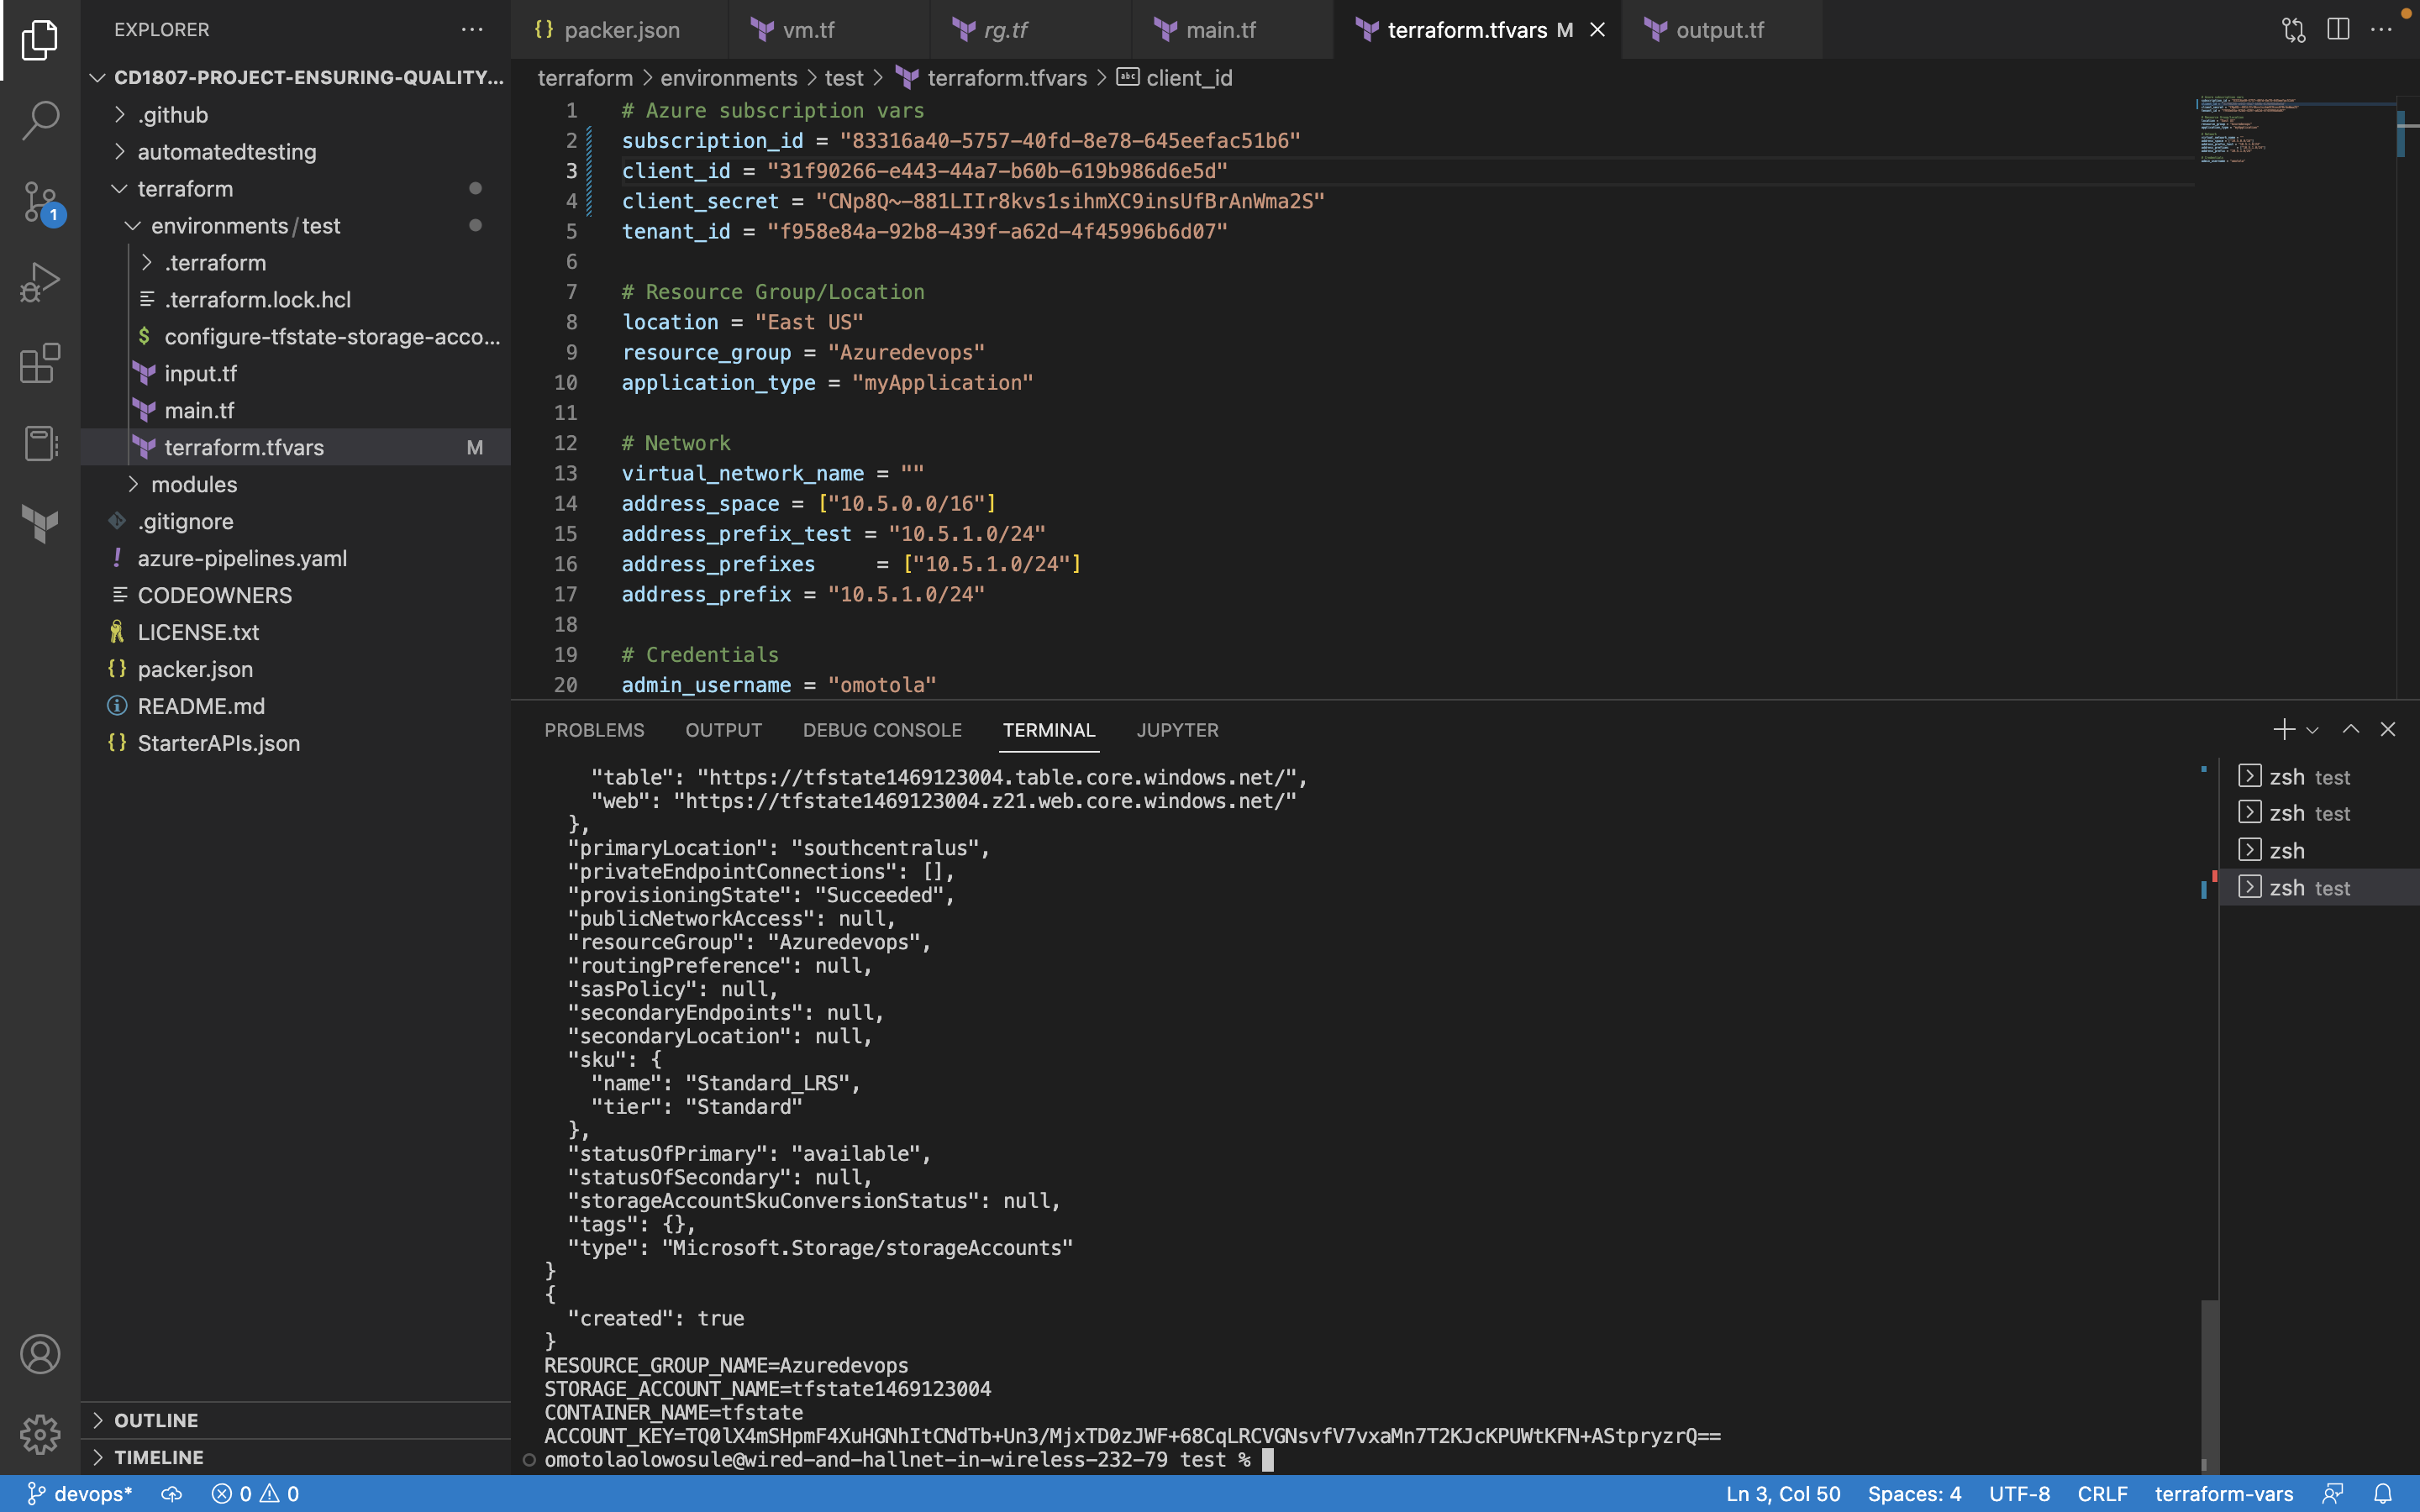 EXPLORER
CD1807-PROJECT-ENSURING-QUALITY...
.github
automatedtesting
terraform
environments/test
.terraform
.terraform.lock.hcl
configure-tfstate-storage-acco...
input.tf
main.tf
terraform.tfvars M
modules
.gitignore
azure-pipelines.yaml
CODEOWNERS
LICENSE.txt
packer.json
README.md
StarterAPIs.json
OUTLINE
TIMELINE
1
packer.json vm.tf rg.tf main.tf terraform.tfvars M output.tf
terraform > environments > test > terraform.tfvars > abc client_id
1 # Azure subscription vars
2 subscription_id = "83316a40-5757-40fd-8e78-645eefac51b6"
3 client_id = "31f90266-e443-44a7-b60b-619b986d6e5d"
4 client_secret = "CNp8Q~-881LIIr8kvs1sihmXC9insUfBrAnWma2S"
5 tenant_id = "f958e84a-92b8-439f-a62d-4f45996b6d07"
6
7 # Resource Group/Location
8 location = "East US"
9 resource_group = "Azuredevops"
10 application_type = "myApplication"
11
12 # Network
13 virtual_network_name = ""
14 address_space = ["10.5.0.0/16"]
15 address_prefix_test = "10.5.1.0/24"
16 address_prefixes     = ["10.5.1.0/24"]
17 address_prefix = "10.5.1.0/24"
18
19 # Credentials
20 admin_username = "omotola"
PROBLEMS OUTPUT DEBUG CONSOLE TERMINAL JUPYTER
"table": "https://tfstate1469123004.table.core.windows.net/",
"web": "https://tfstate1469123004.z21.web.core.windows.net/"
},
"primaryLocation": "southcentralus",
"privateEndpointConnections": [],
"provisioningState": "Succeeded",
"publicNetworkAccess": null,
"resourceGroup": "Azuredevops",
"routingPreference": null,
"sasPolicy": null,
"secondaryEndpoints": null,
"secondaryLocation": null,
"sku": {
"name": "Standard_LRS",
"tier": "Standard"
},
"statusOfPrimary": "available",
"statusOfSecondary": null,
"storageAccountSkuConversionStatus": null,
"tags": {},
"type": "Microsoft.Storage/storageAccounts"
}
{
"created": true
}
RESOURCE_GROUP_NAME=Azuredevops
STORAGE_ACCOUNT_NAME=tfstate1469123004
CONTAINER_NAME=tfstate
ACCOUNT_KEY=TQ0lX4mSHpmF4XuHGNhItCNdTb+Un3/MjxTD0zJWF+68CqLRCVGNsvfV7vxaMn7T2KJcKPUWtKFN+AStpryzrQ==
omotolaolowosule@wired-and-hallnet-in-wireless-232-79 test %
zsh test
zsh test
zsh
zsh test
devops* 0 0 Ln 3, Col 50 Spaces: 4 UTF-8 CRLF terraform-vars